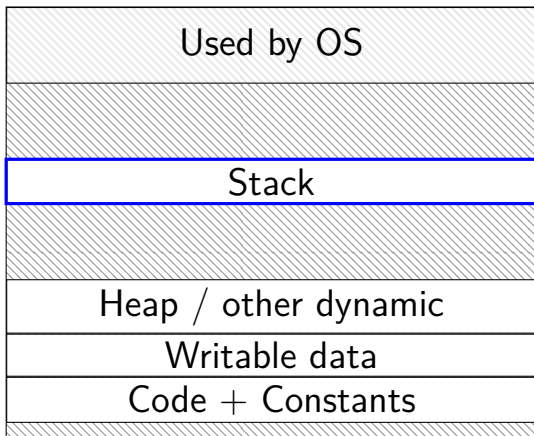 Used by OS
Stack
Heap / other dynamic
Writable data
Code + Constants